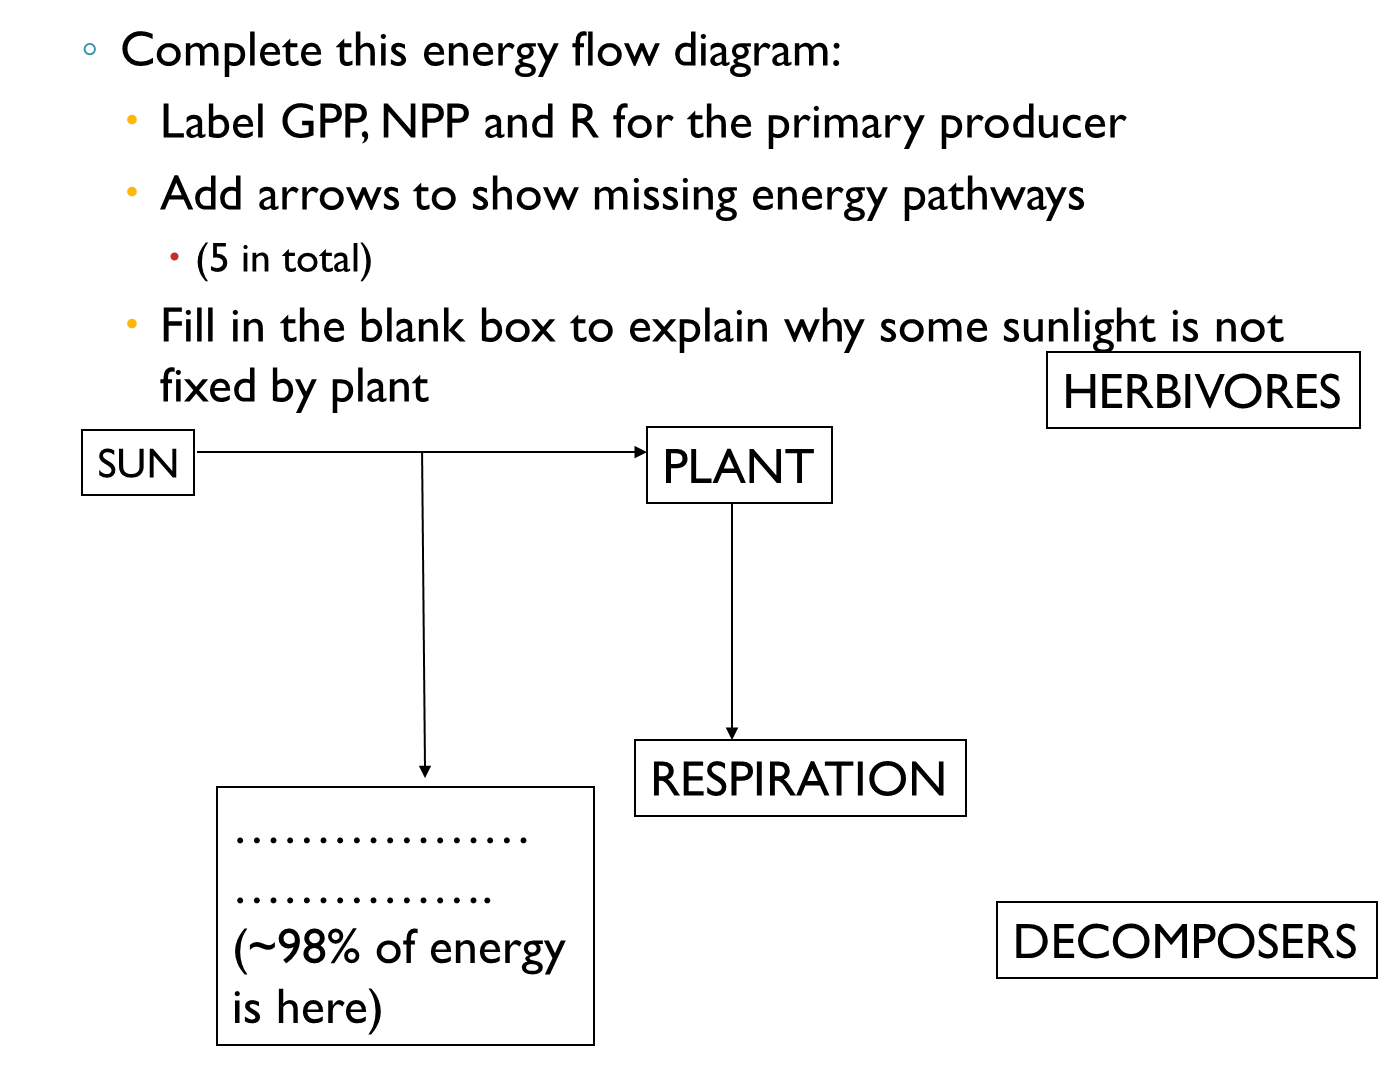 Complete this energy flow diagram:
Label GPP, NPP and R for the primary producer
Add arrows to show missing energy pathways
(5 in total)
Fill in the blank box to explain why some sunlight is not
fixed by plant
HERBIVORES
SUN
PLANT
RESPIRATION
………………
…………….
(~98% of energy
is here)
DECOMPOSERS